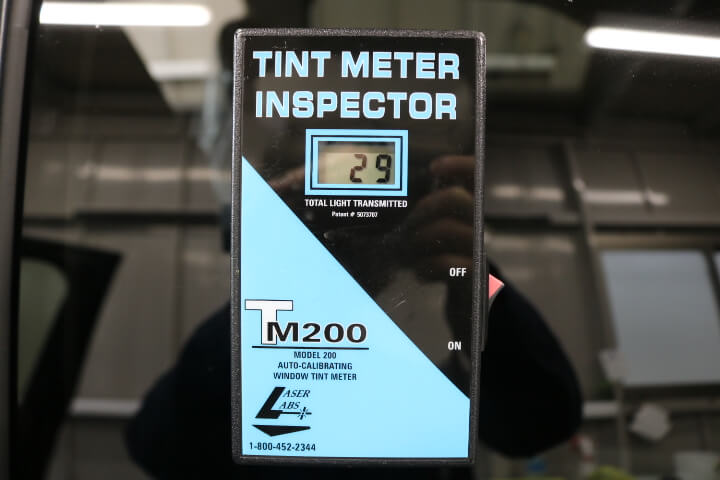 TINT METER
INSPECTOR
29
TOTAL LIGHT TRANSMITTED
Patent # 5073707
OFF
ON
TM200
MODEL 200
AUTO-CALIBRATING
WINDOW TINT METER
LASER
LABS
1-800-452-2344